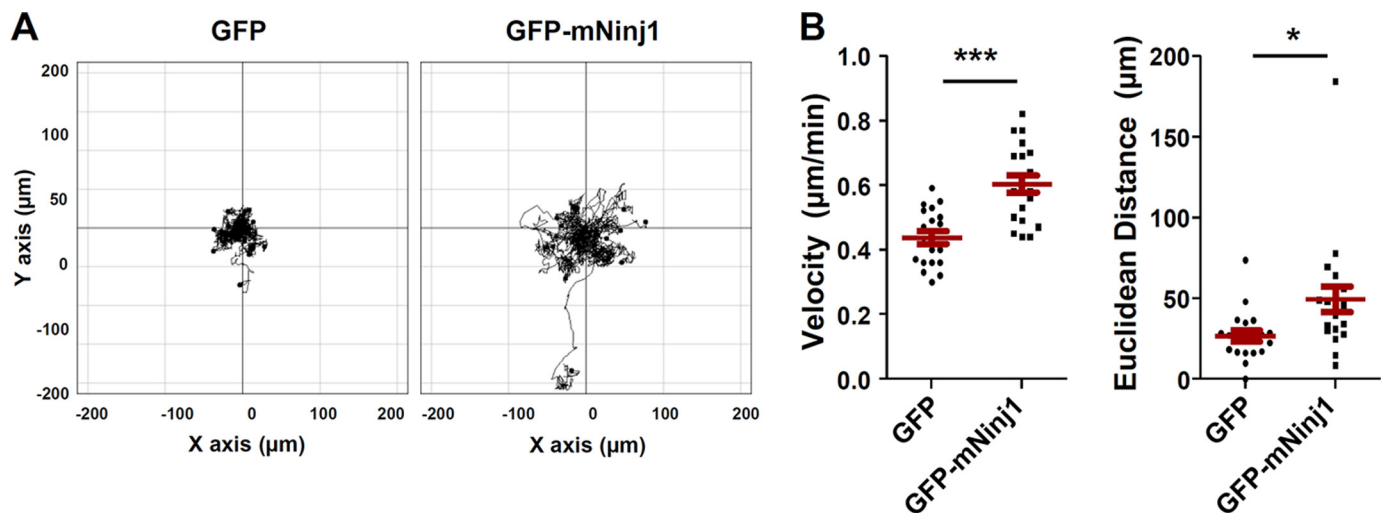 A
GFP
GFP-mNinj1
Y axis (μm)
200
100
50
0
-100
-200
-200
-100
0
100
200
-200
-100
0
100
200
X axis (μm)
X axis (μm)
B
Velocity (μm/min)
1.0
0.8
0.6
0.4
0.2
0.0
***
GFP
GFP-mNinj1
Euclidean Distance (μm)
200
150
100
50
0
*
GFP
GFP-mNinj1